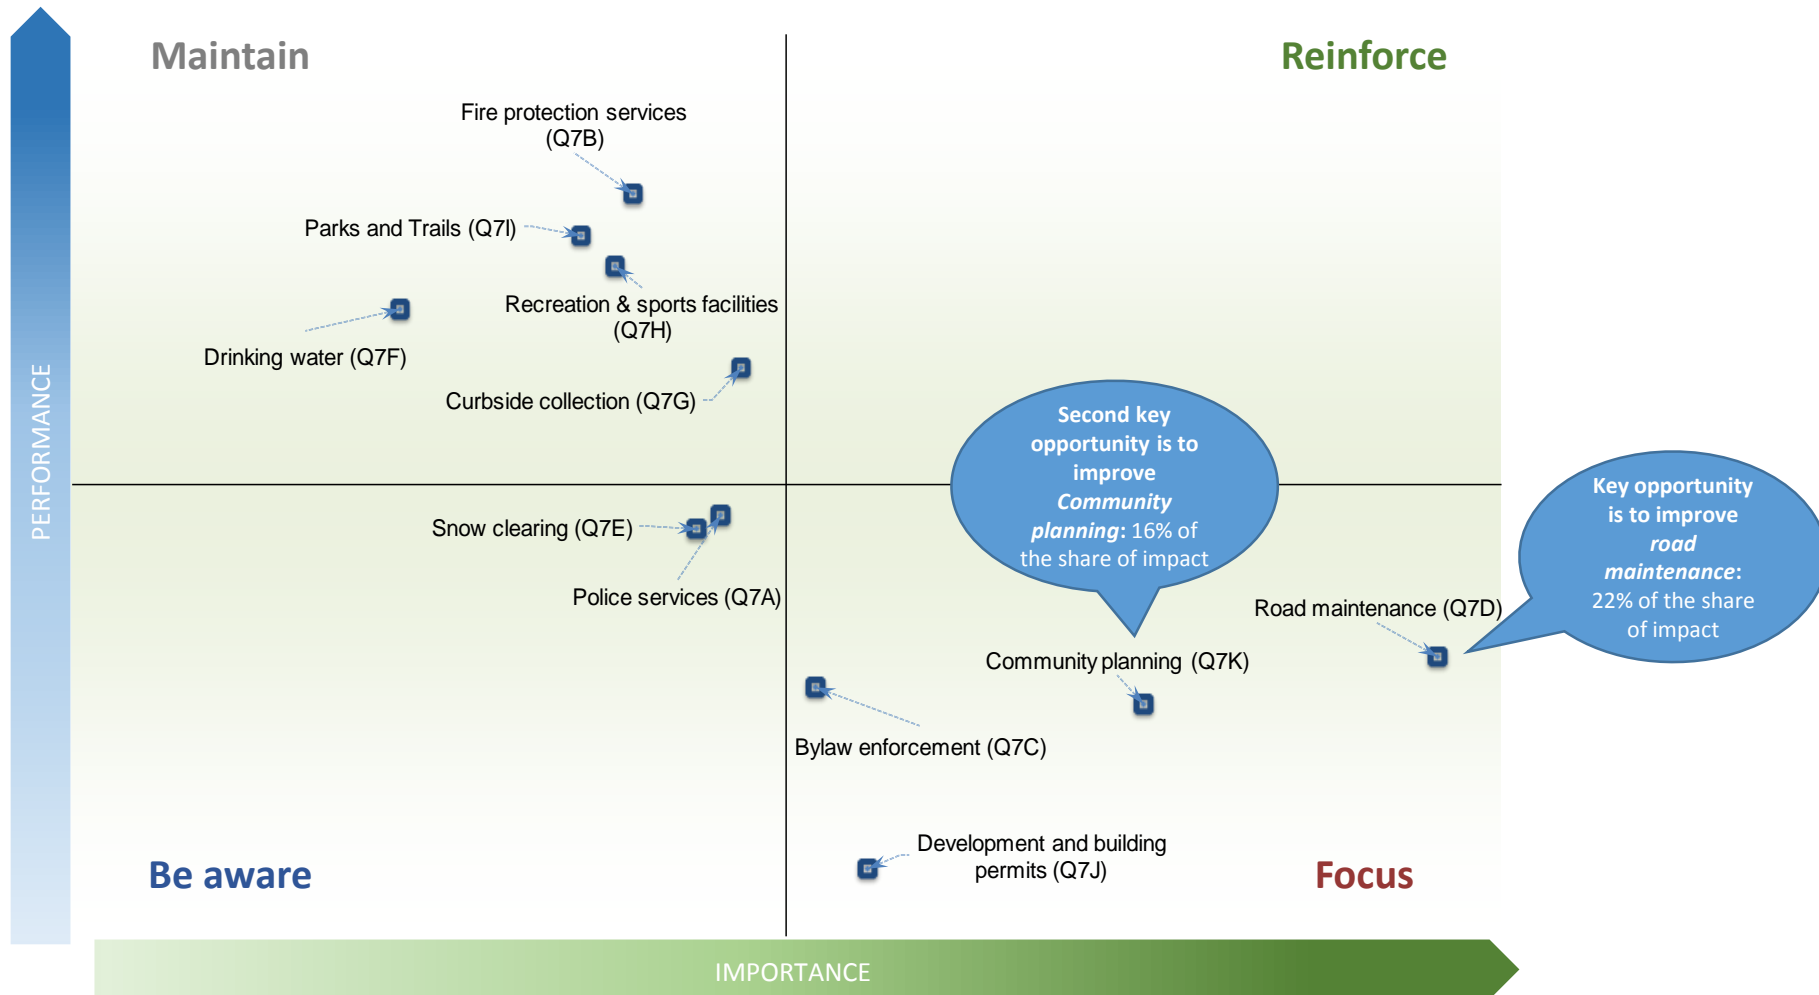 Maintain
Reinforce
Fire protection services
(Q7B)
Parks and Trails (Q7I)
Recreation & sports facilities
(Q7H)
Drinking water (Q7F)
Curbside collection (Q7G)
PERFORMANCE
Second key
opportunity is to
improve
Community
planning: 16% of
the share of impact
Key opportunity
is to improve
road
maintenance:
22% of the share
of impact
Snow clearing (Q7E)
Police services (Q7A)
Road maintenance (Q7D)
Community planning (Q7K)
Bylaw enforcement (Q7C)
Development and building
permits (Q7J)
Be aware
Focus
IMPORTANCE